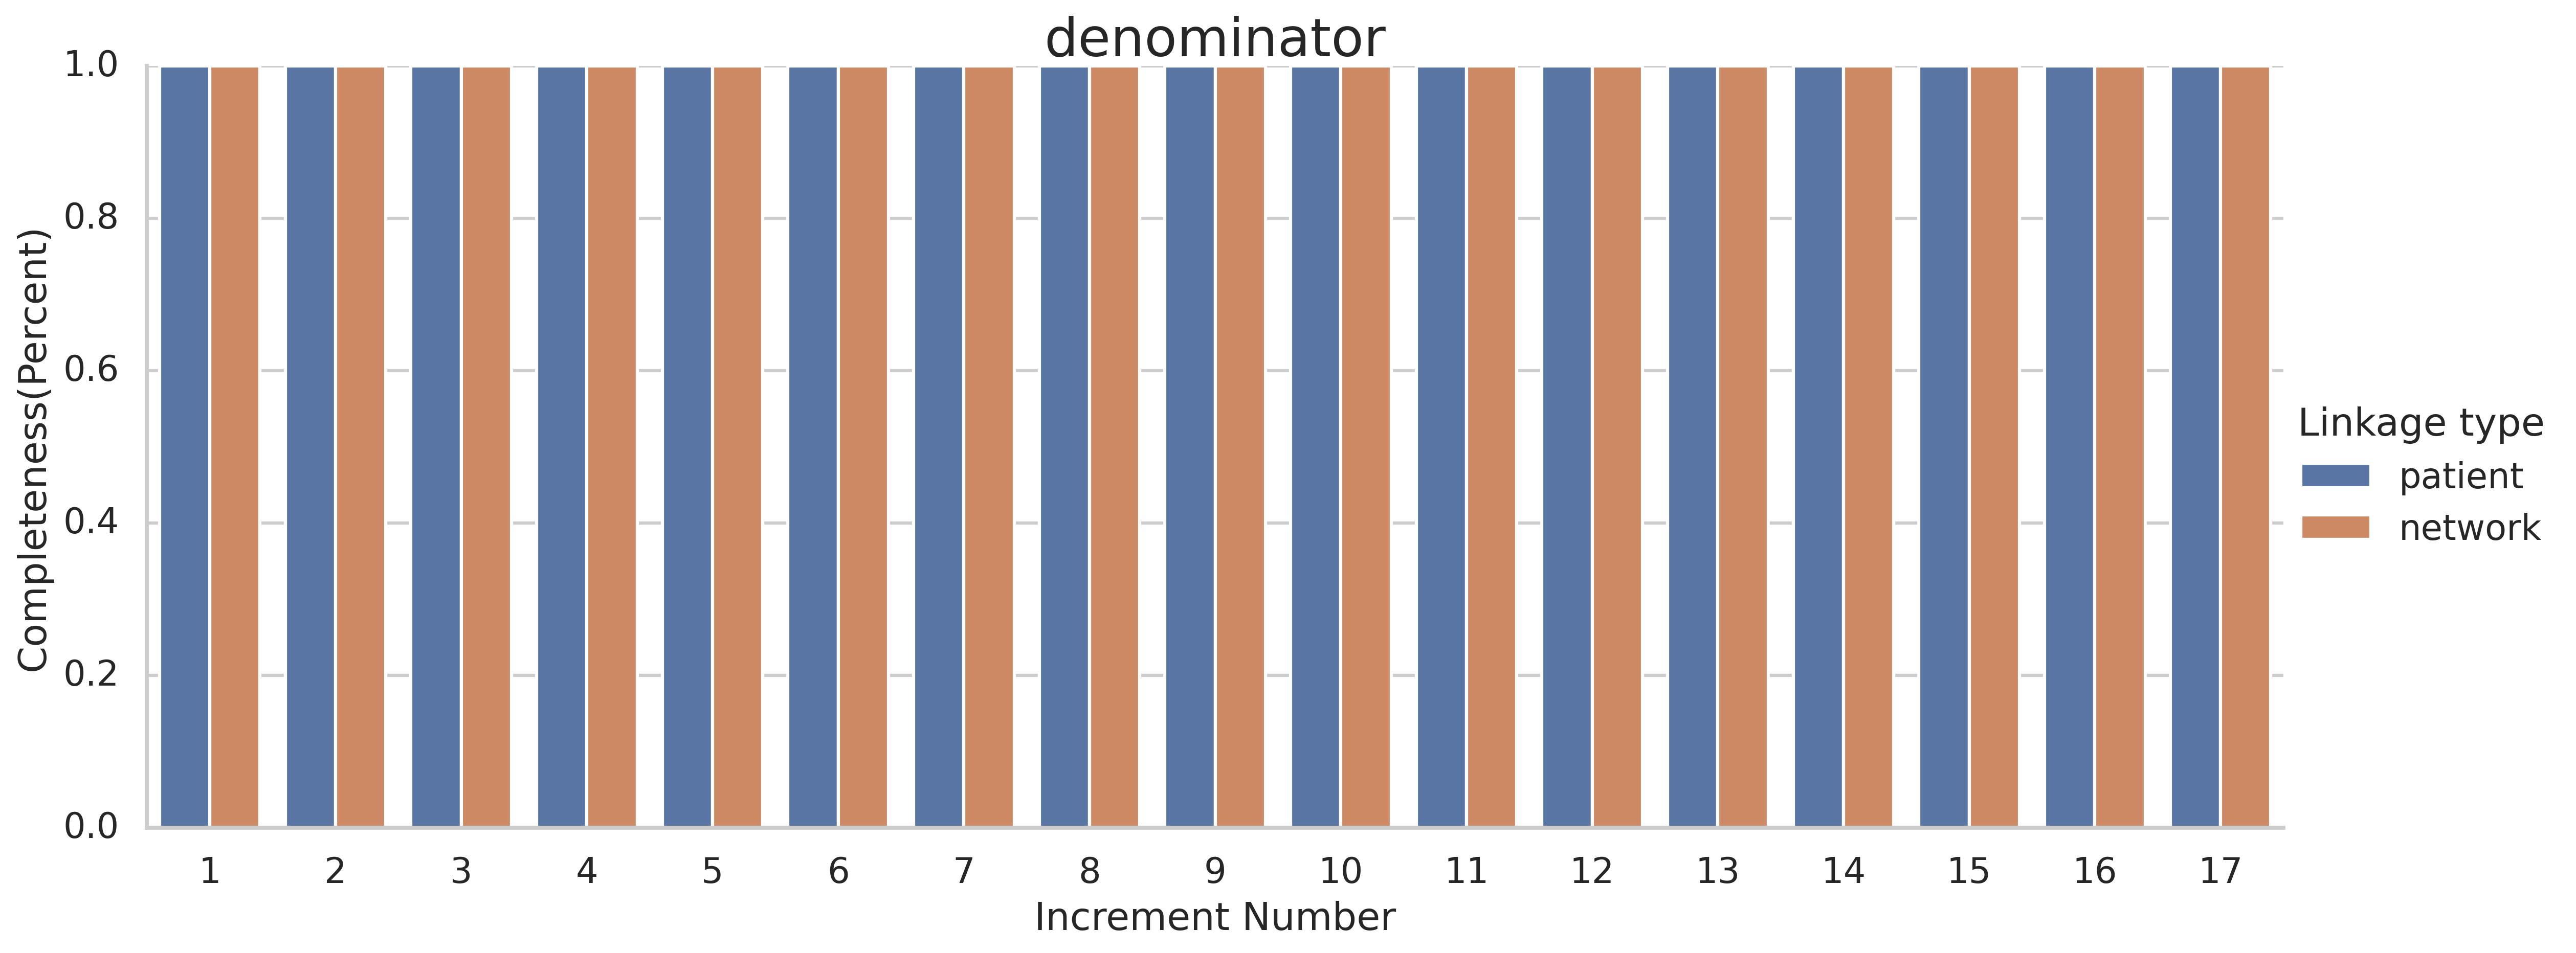 denominator
1.0
0.8
0.6
0.4
0.2
0.0
Completeness(Percent)
1 2 3 4 5 6 7 8 9 10 11 12 13 14 15 16 17
Increment Number
Linkage type
patient
network